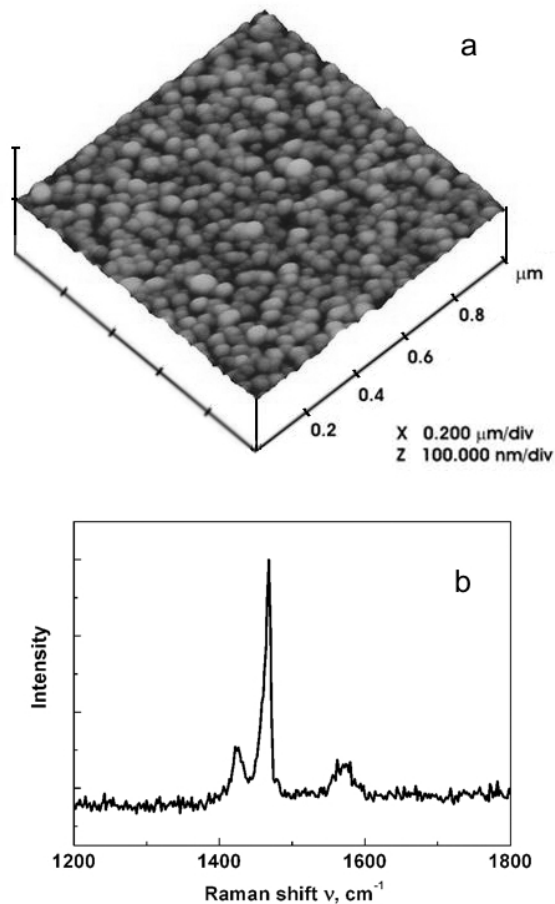 a
μm
0.8
0.6
0.4
0.2
X 0.200 μm/div
Z 100.000 nm/div
b
Intensity
1200 1400 1600 1800
Raman shift ν, cm⁻¹